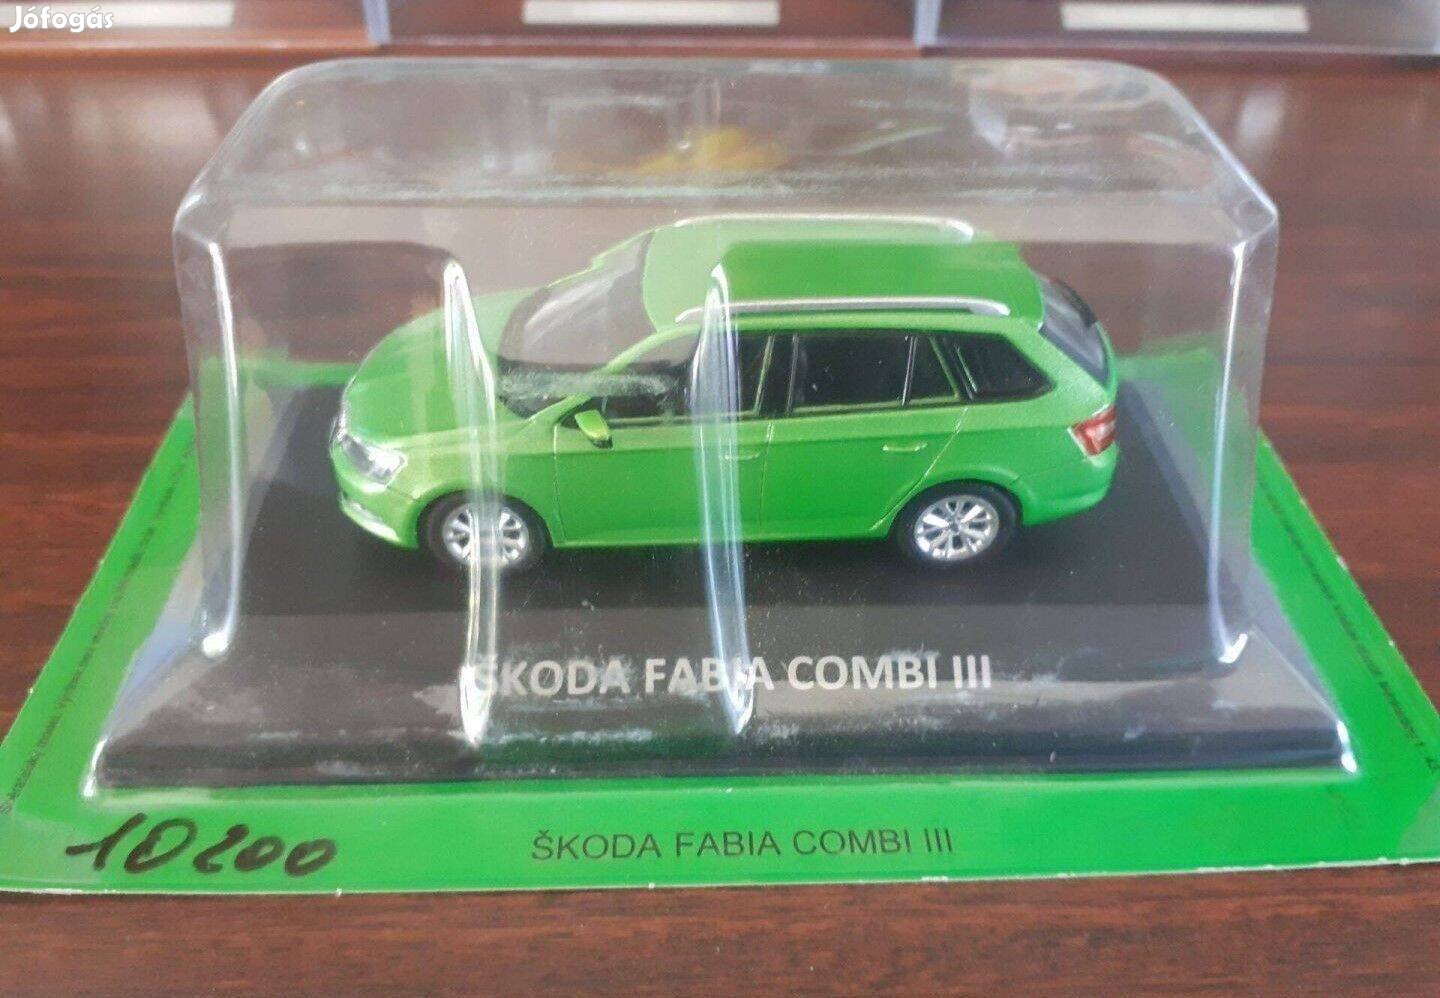 Jófogás
ŠKODA FABIA COMBI III
10200
ŠKODA FABIA COMBI III